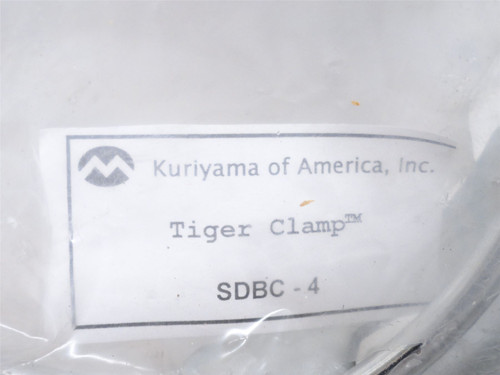 Kuriyama of America, Inc.
Tiger Clamp™
SDBC - 4